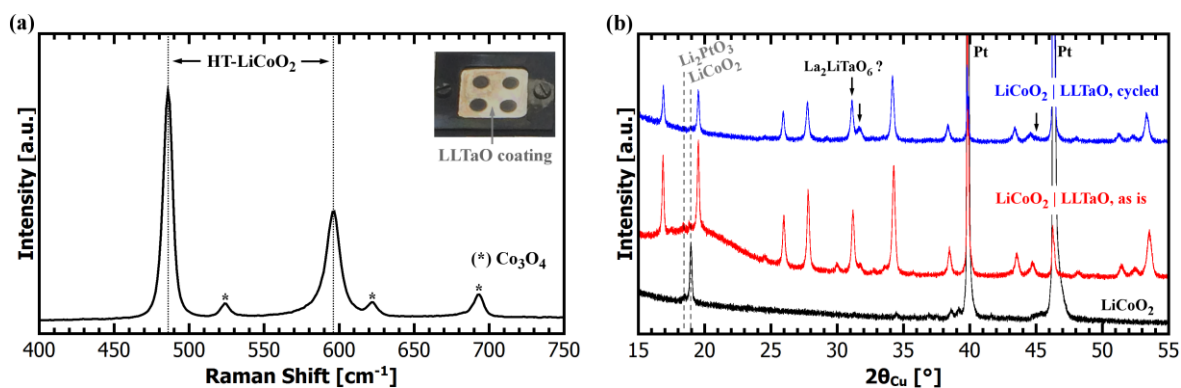 (a)
HT-LiCoO₂
LLTaO coating
(*) Co₃O₄
*
*
*
Intensity [a.u.]
400 450 500 550 600 650 700 750
Raman Shift [cm⁻¹]
(b)
Li₂PtO₃
LiCoO₂
La₂LiTaO₆ ?
Pt
Pt
LiCoO₂ | LLTaO, cycled
LiCoO₂ | LLTaO, as is
LiCoO₂
Intensity [a.u.]
15 20 25 30 35 40 45 50 55
2θCu [°]